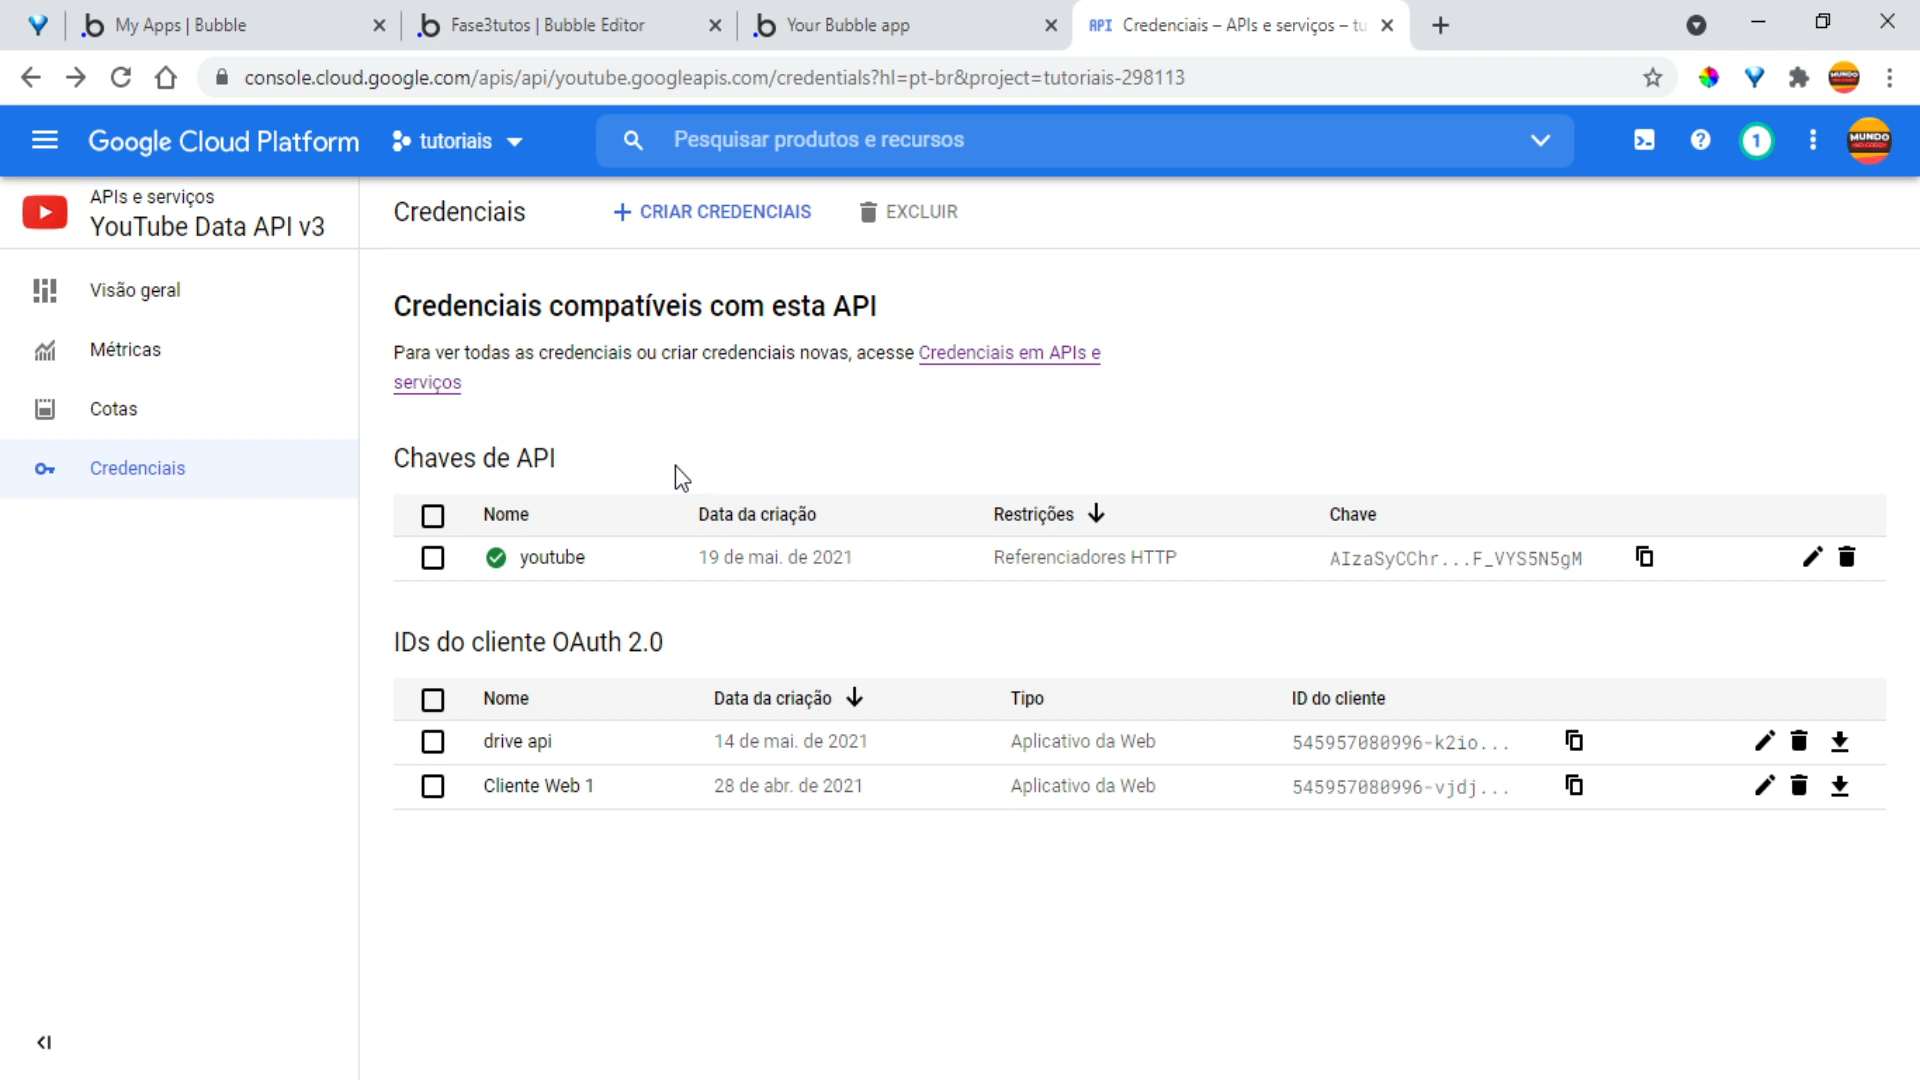 My Apps | Bubble
Fase3tutos | Bubble Editor
Your Bubble app
API Credenciais – APIs e serviços – tu
console.cloud.google.com/apis/api/youtube.googleapis.com/credentials?hl=pt-br&project=tutoriais-298113
MUNDO
Google Cloud Platform
tutoriais
Pesquisar produtos e recursos
1
MUNDO
APIs e serviços
YouTube Data API v3
Credenciais
CRIAR CREDENCIAIS
EXCLUIR
Visão geral
Métricas
Cotas
Credenciais
Credenciais compatíveis com esta API
Para ver todas as credenciais ou criar credenciais novas, acesse Credenciais em APIs e
serviços
Chaves de API
Nome Data da criação Restrições Chave
youtube 19 de mai. de 2021 Referenciadores HTTP AIzaSyCChr...F_VYS5N5gM
IDs do cliente OAuth 2.0
Nome Data da criação Tipo ID do cliente
drive api 14 de mai. de 2021 Aplicativo da Web 545957080996-k2io...
Cliente Web 1 28 de abr. de 2021 Aplicativo da Web 545957080996-vjdj...